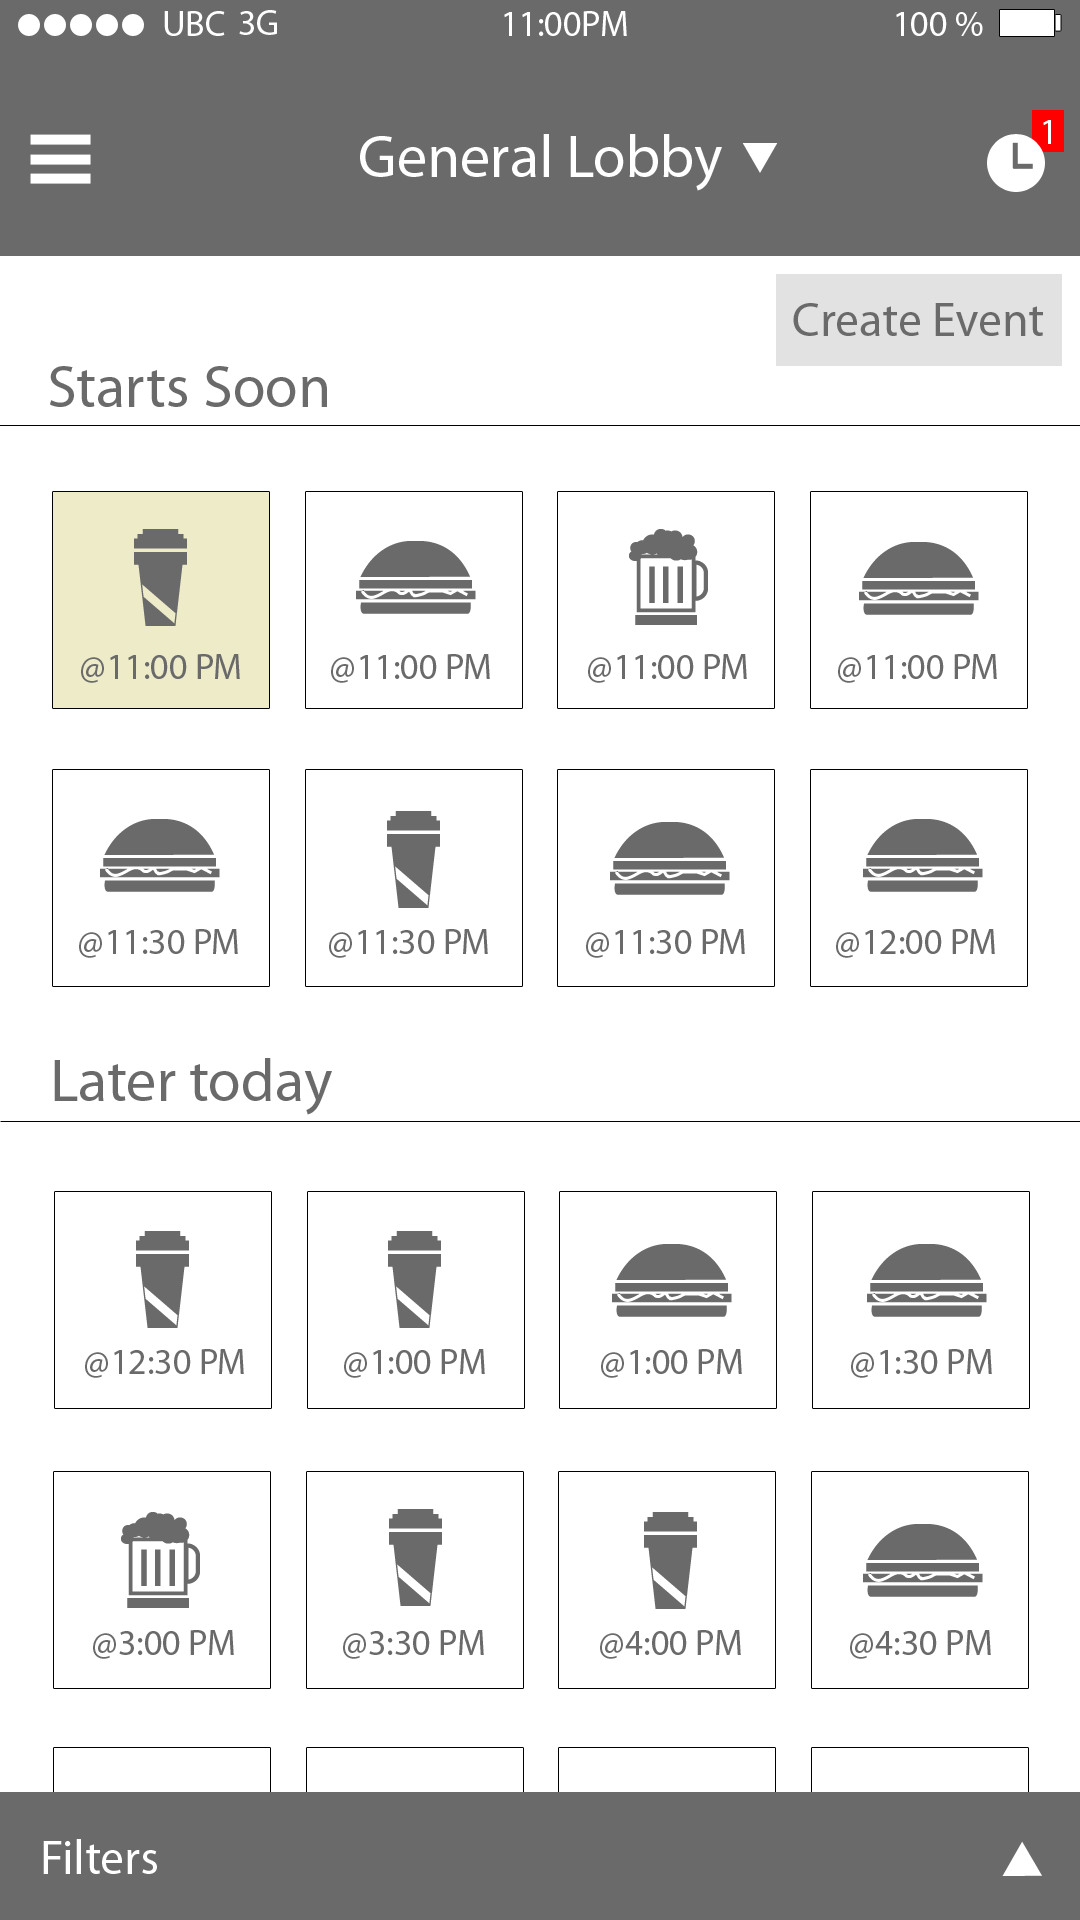 UBC 3G 11:00PM 100 %
General Lobby 1
Create Event
Starts Soon
@11:00 PM @11:00 PM @11:00 PM @11:00 PM
@11:30 PM @11:30 PM @11:30 PM @12:00 PM
Later today
@12:30 PM @1:00 PM @1:00 PM @1:30 PM
@3:00 PM @3:30 PM @4:00 PM @4:30 PM
Filters